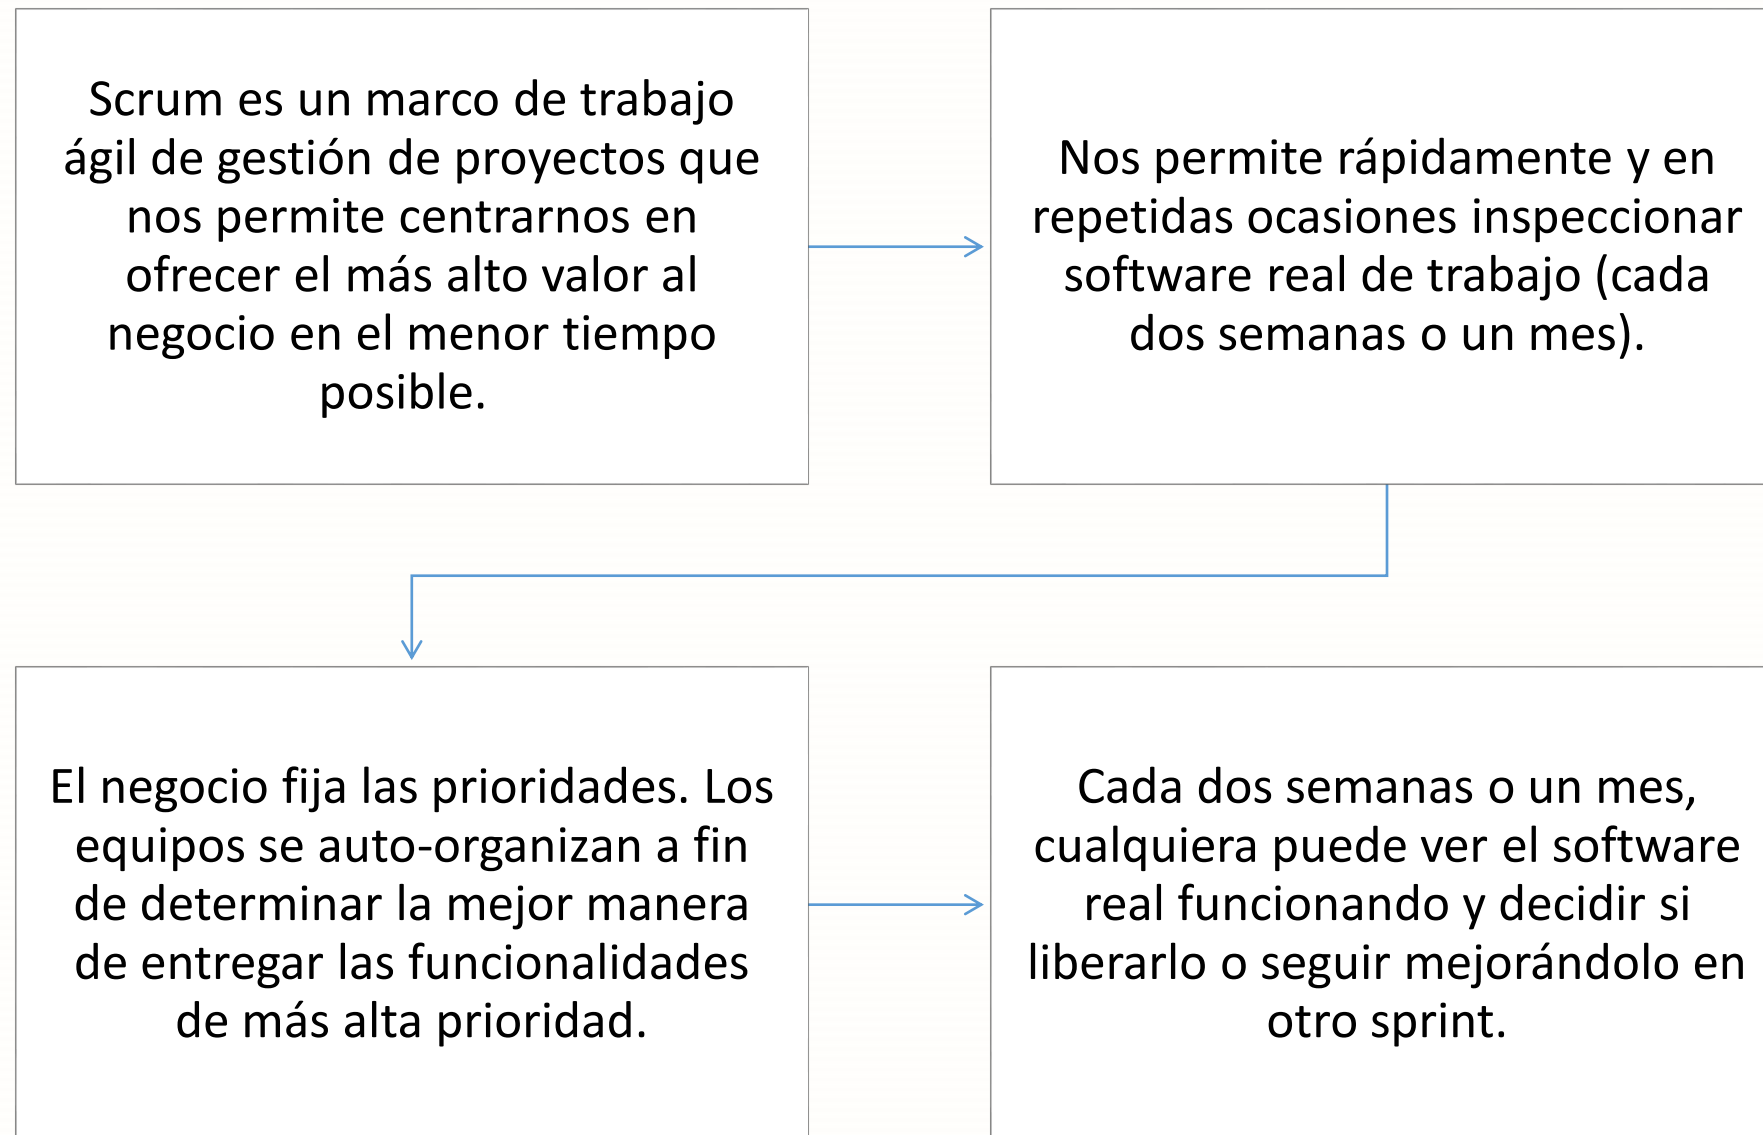 Scrum es un marco de trabajo
ágil de gestión de proyectos que
nos permite centrarnos en
ofrecer el más alto valor al
negocio en el menor tiempo
posible.
Nos permite rápidamente y en
repetidas ocasiones inspeccionar
software real de trabajo (cada
dos semanas o un mes).
El negocio fija las prioridades. Los
equipos se auto-organizan a fin
de determinar la mejor manera
de entregar las funcionalidades
de más alta prioridad.
Cada dos semanas o un mes,
cualquiera puede ver el software
real funcionando y decidir si
liberarlo o seguir mejorándolo en
otro sprint.